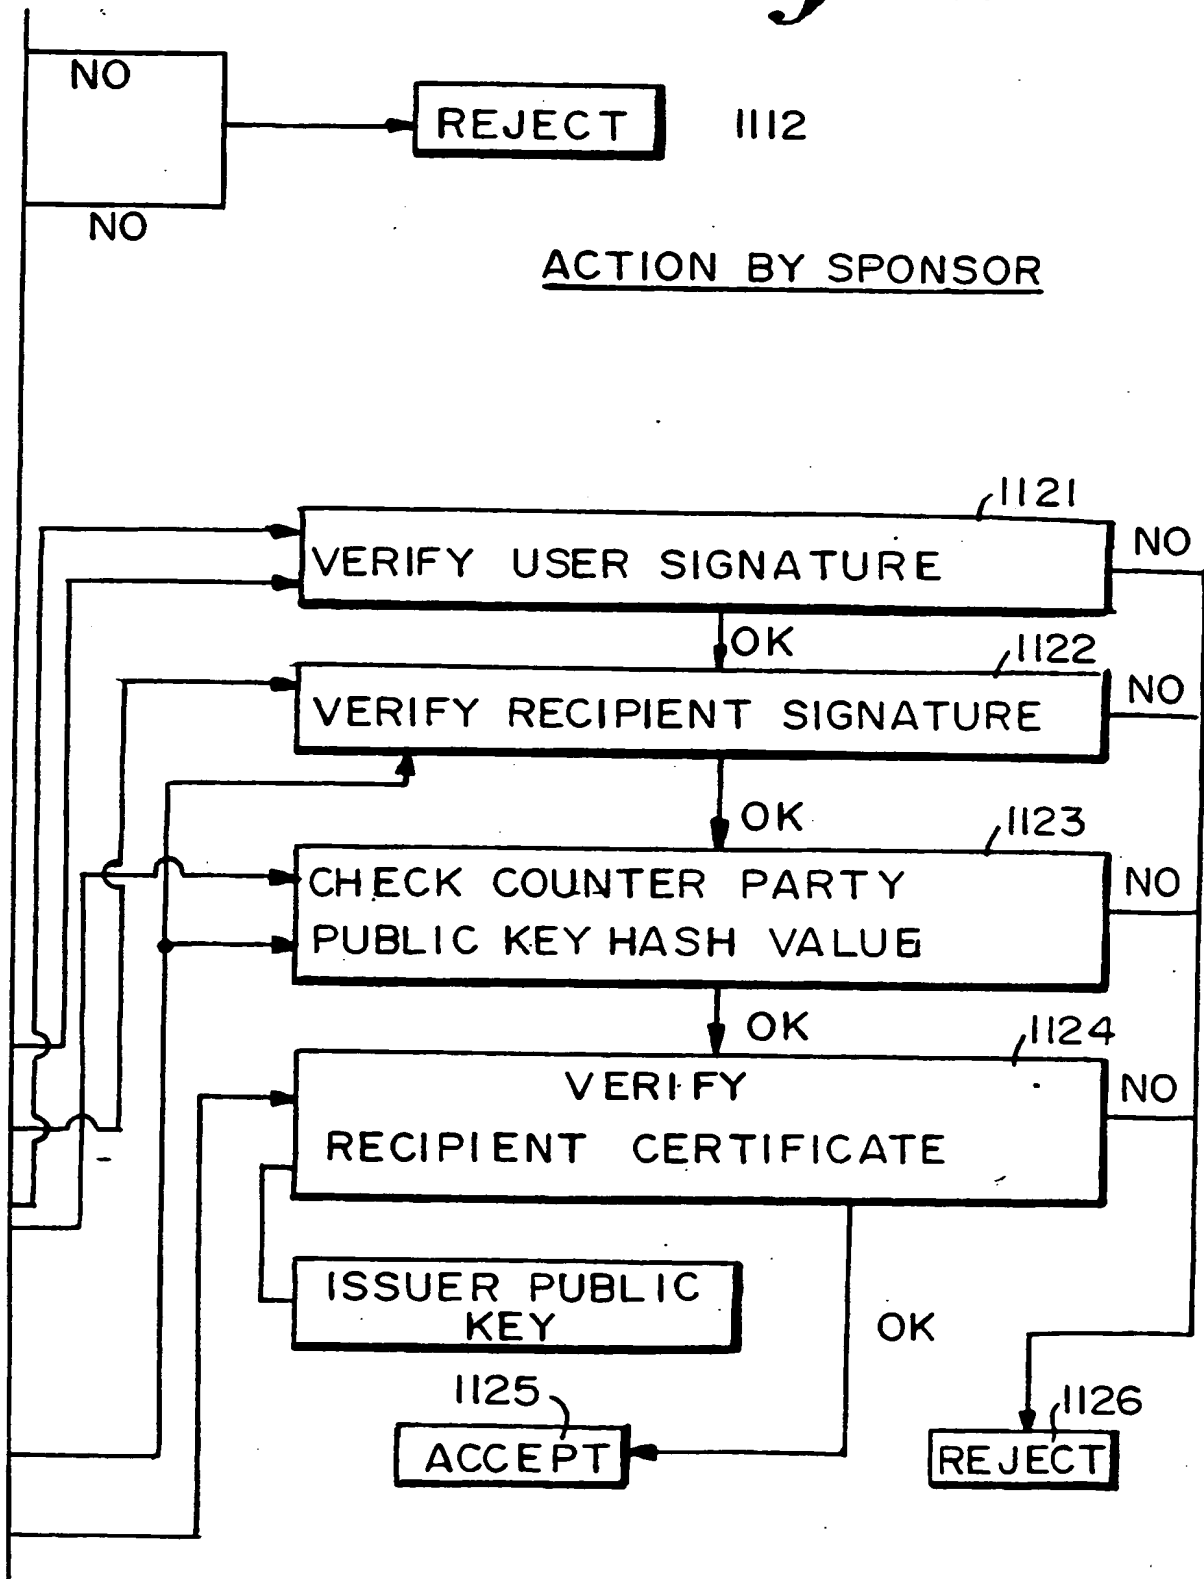 NO
REJECT 1112
NO
ACTION BY SPONSOR
1121
VERIFY USER SIGNATURE
NO
OK
1122
VERIFY RECIPIENT SIGNATURE
NO
OK
1123
CHECK COUNTER PARTY
PUBLIC KEY HASH VALUE
NO
OK
1124
VERIFY
RECIPIENT CERTIFICATE
NO
ISSUER PUBLIC
KEY
OK
1125
ACCEPT
1126
REJECT